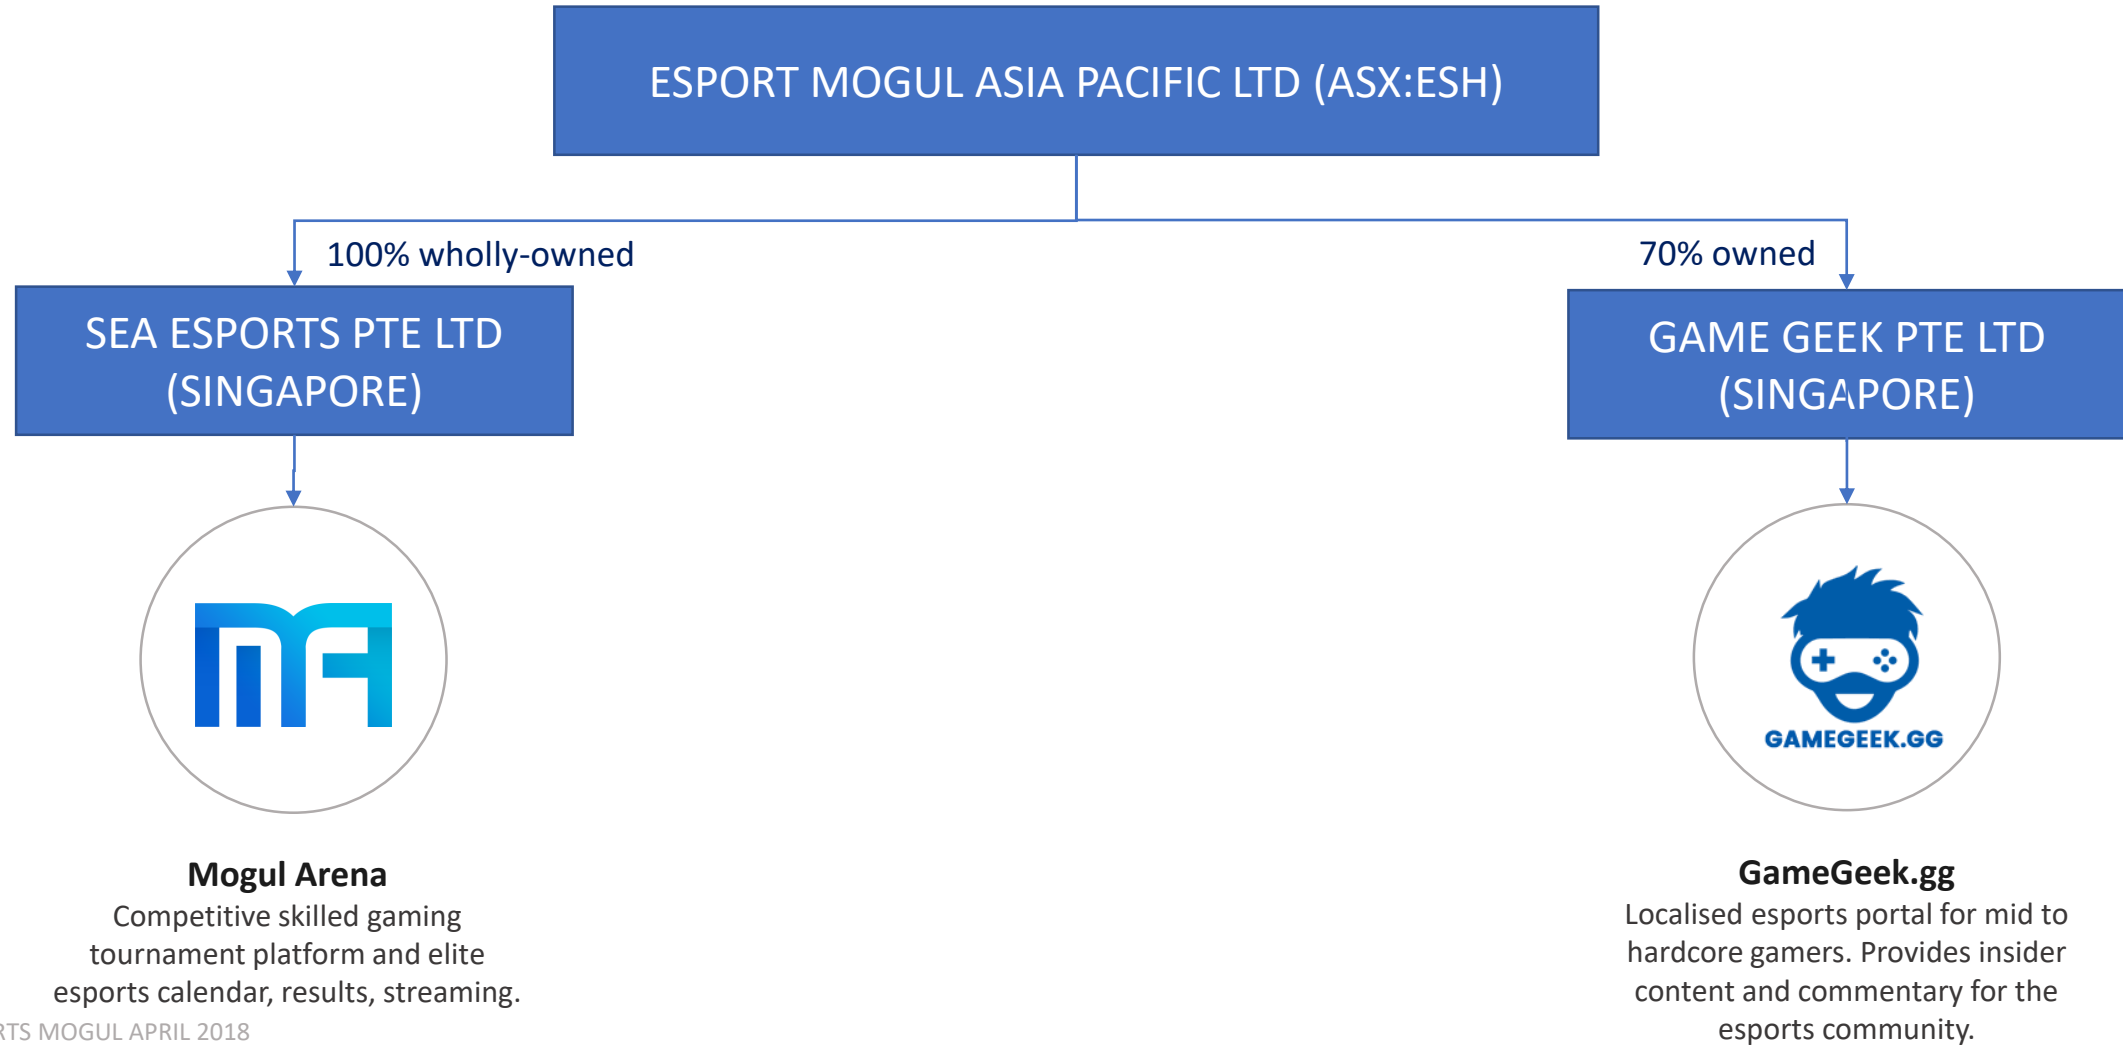 ESPORT MOGUL ASIA PACIFIC LTD (ASX:ESH)
100% wholly-owned
70% owned
SEA ESPORTS PTE LTD
(SINGAPORE)
GAME GEEK PTE LTD
(SINGAPORE)
MA
GAMEGEEK.GG
Mogul Arena
Competitive skilled gaming
tournament platform and elite
esports calendar, results, streaming.
GameGeek.gg
Localised esports portal for mid to
hardcore gamers. Provides insider
content and commentary for the
esports community.
RTS MOGUL APRIL 2018